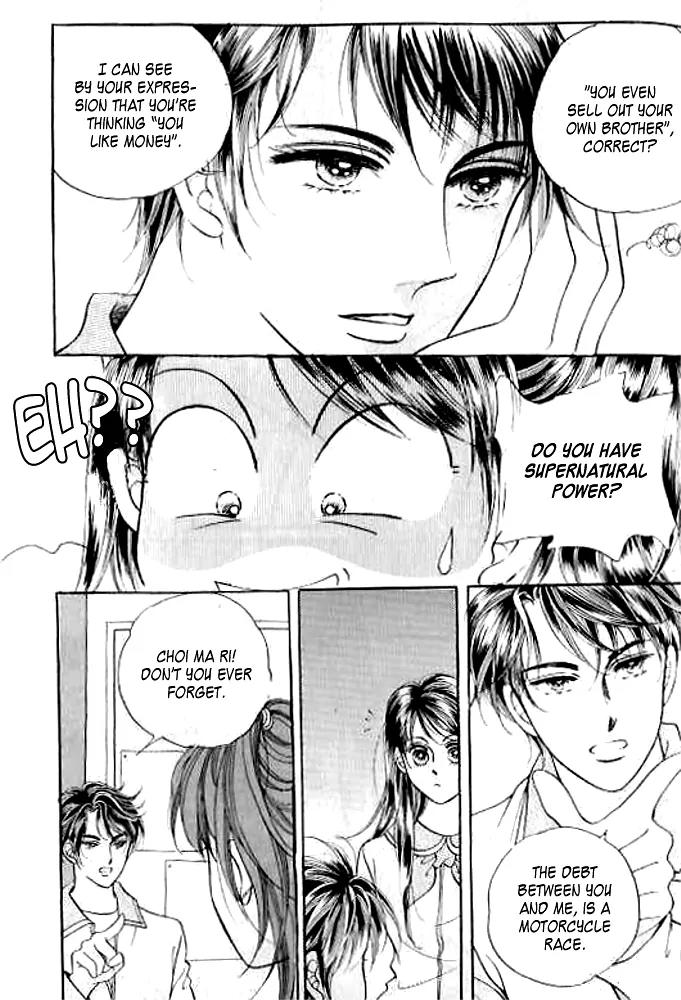 I CAN SEE
BY YOUR EXPRES-
SION THAT YOU'RE
THINKING "YOU
LIKE MONEY".
"YOU EVEN
SELL OUT YOUR
OWN BROTHER",
CORRECT?
EH??
DO YOU HAVE
SUPERNATURAL
POWER?
CHOI MA RI!
DON'T YOU EVER
FORGET.
THE DEBT
BETWEEN YOU
AND ME, IS A
MOTORCYCLE
RACE.